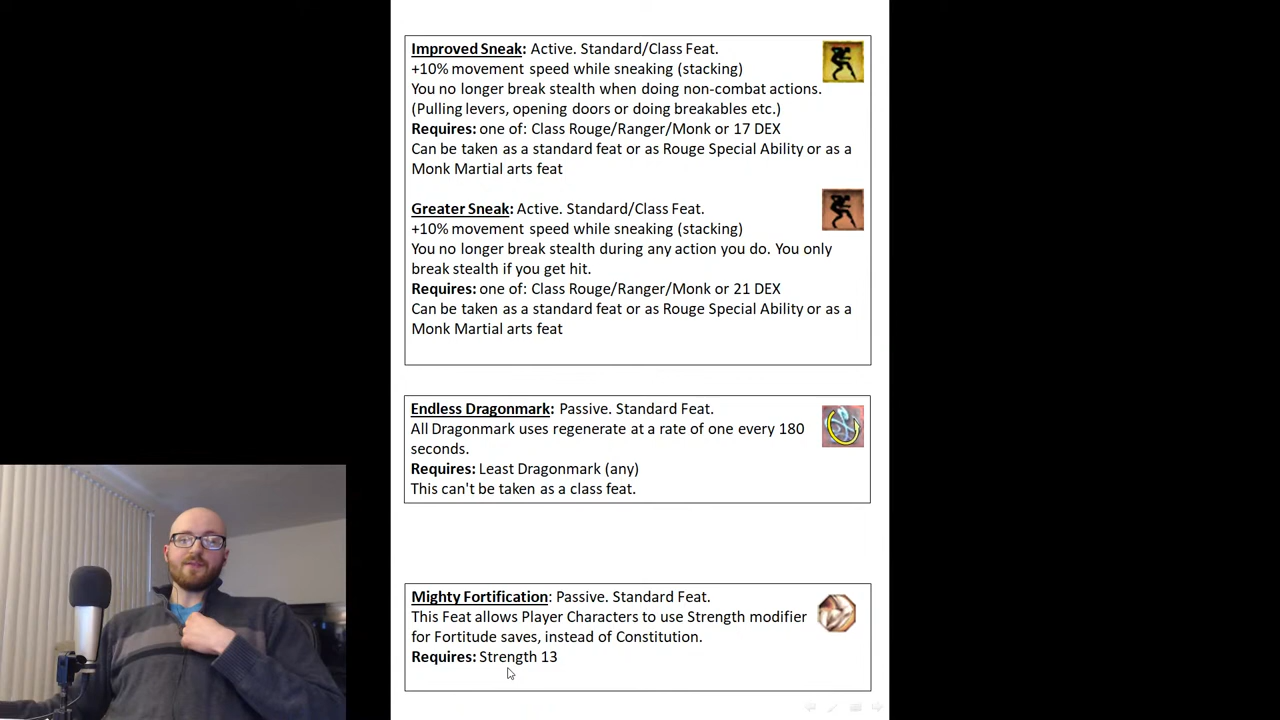 Improved Sneak: Active. Standard/Class Feat.
+10% movement speed while sneaking (stacking)
You no longer break stealth when doing non-combat actions.
(Pulling levers, opening doors or doing breakables etc.)
Requires: one of: Class Rouge/Ranger/Monk or 17 DEX
Can be taken as a standard feat or as Rouge Special Ability or as a
Monk Martial arts feat
Greater Sneak: Active. Standard/Class Feat.
+10% movement speed while sneaking (stacking)
You no longer break stealth during any action you do. You only
break stealth if you get hit.
Requires: one of: Class Rouge/Ranger/Monk or 21 DEX
Can be taken as a standard feat or as Rouge Special Ability or as a
Monk Martial arts feat
Endless Dragonmark: Passive. Standard Feat.
All Dragonmark uses regenerate at a rate of one every 180
seconds.
Requires: Least Dragonmark (any)
This can't be taken as a class feat.
Mighty Fortification: Passive. Standard Feat.
This Feat allows Player Characters to use Strength modifier
for Fortitude saves, instead of Constitution.
Requires: Strength 13